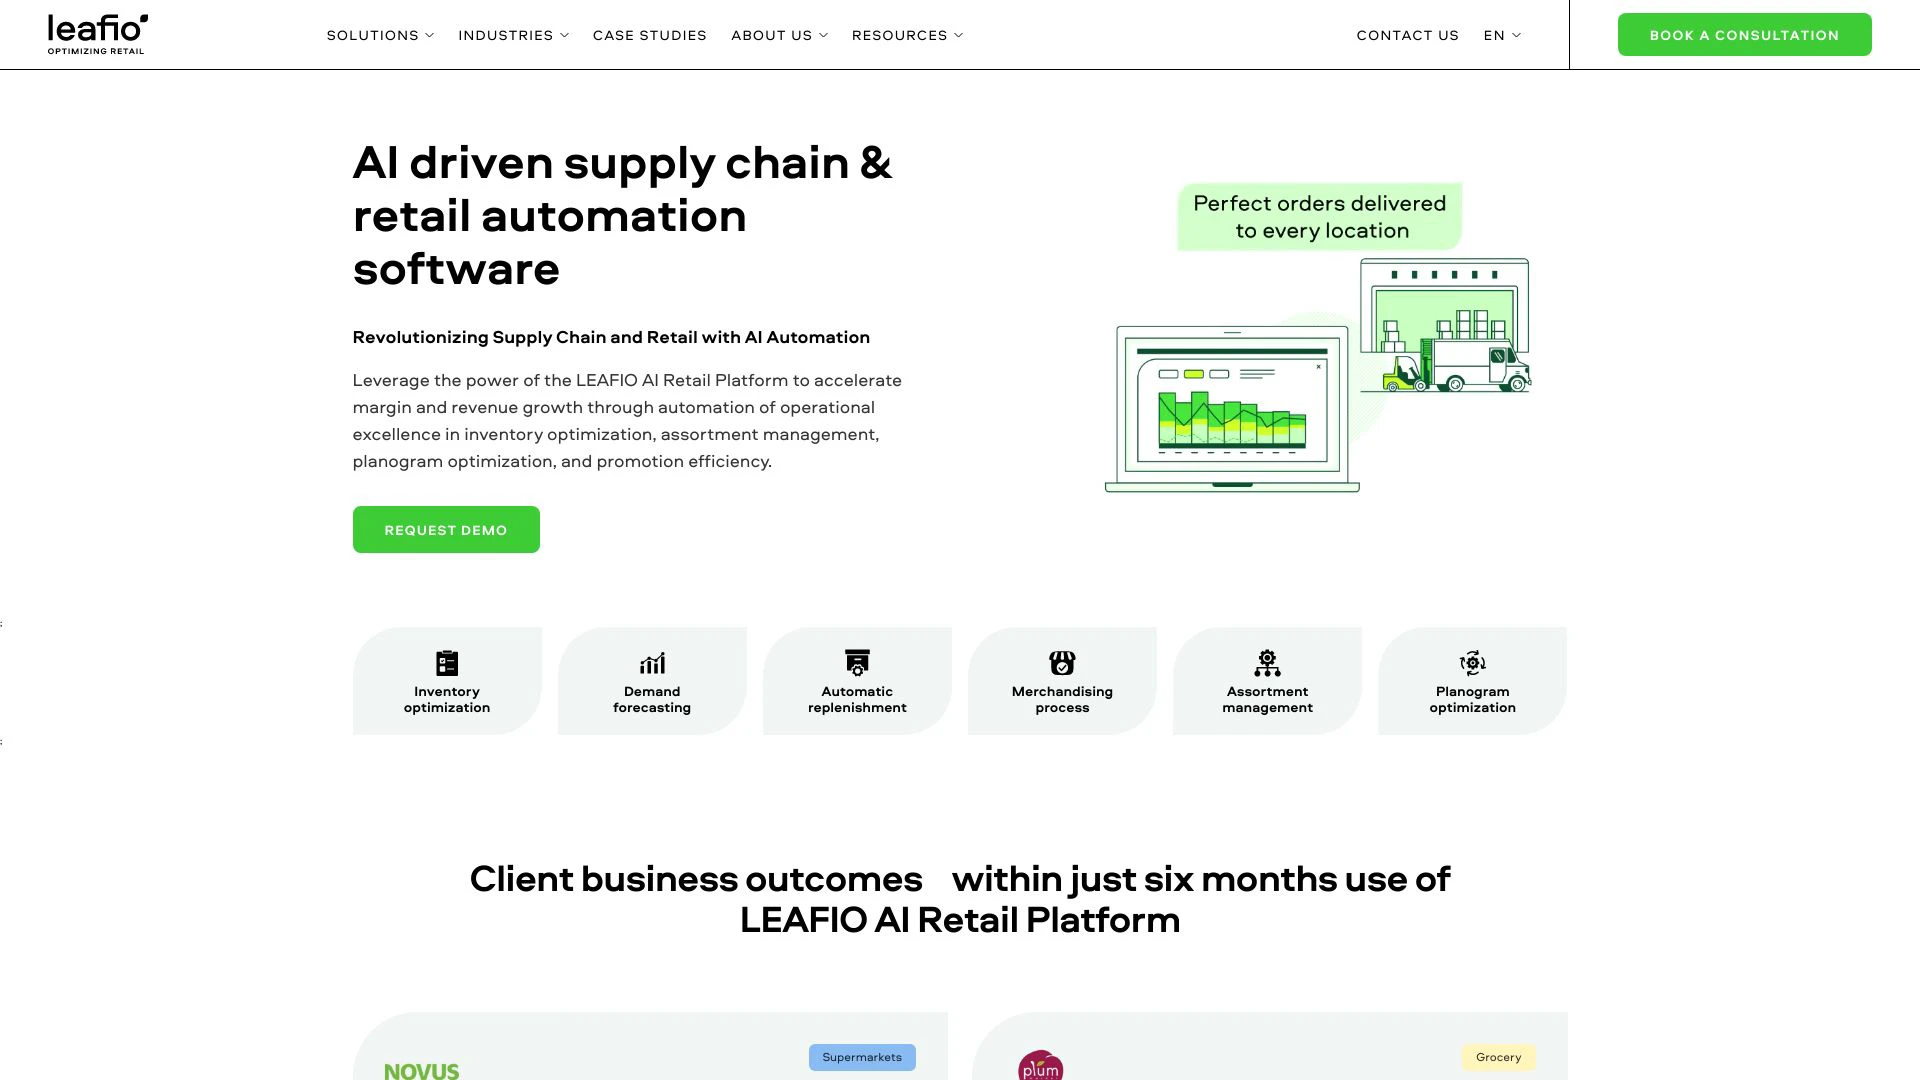 leafio
OPTIMIZING RETAIL
SOLUTIONS
INDUSTRIES
CASE STUDIES
ABOUT US
RESOURCES
CONTACT US
EN
BOOK A CONSULTATION
AI driven supply chain &
retail automation
software
Revolutionizing Supply Chain and Retail with AI Automation
Leverage the power of the LEAFIO AI Retail Platform to accelerate
margin and revenue growth through automation of operational
excellence in inventory optimization, assortment management,
planogram optimization, and promotion efficiency.
REQUEST DEMO
Perfect orders delivered
to every location
;
Inventory
optimization
Demand
forecasting
Automatic
replenishment
Merchandising
process
Assortment
management
Planogram
optimization
;
Client business outcomes within just six months use of
LEAFIO AI Retail Platform
NOVUS
Supermarkets
plum
Grocery